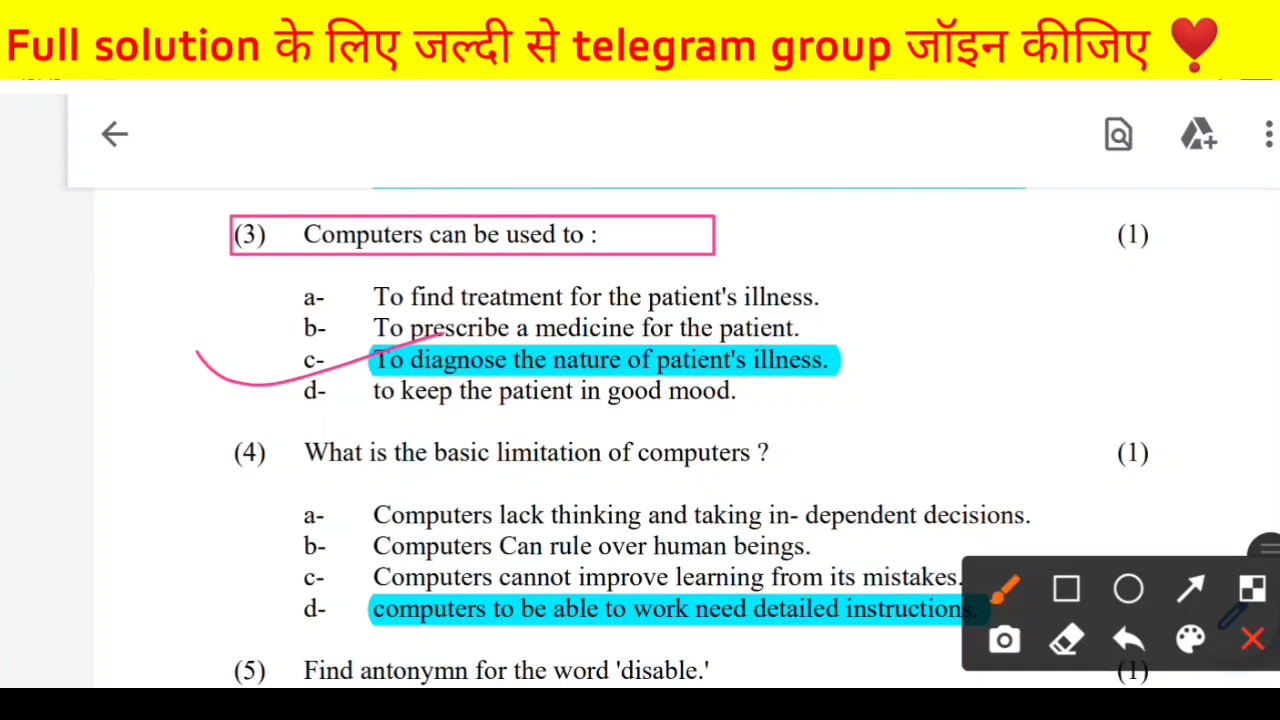 Full solution के लिए जल्दी से telegram group जॉइन कीजिए
(3) Computers can be used to : (1)
a- To find treatment for the patient's illness.
b- To prescribe a medicine for the patient.
c- To diagnose the nature of patient's illness.
d- to keep the patient in good mood.
(4) What is the basic limitation of computers ? (1)
a- Computers lack thinking and taking in- dependent decisions.
b- Computers Can rule over human beings.
c- Computers cannot improve learning from its mistakes.
d- computers to be able to work need detailed instructions.
(5) Find antonymn for the word 'disable.' (1)